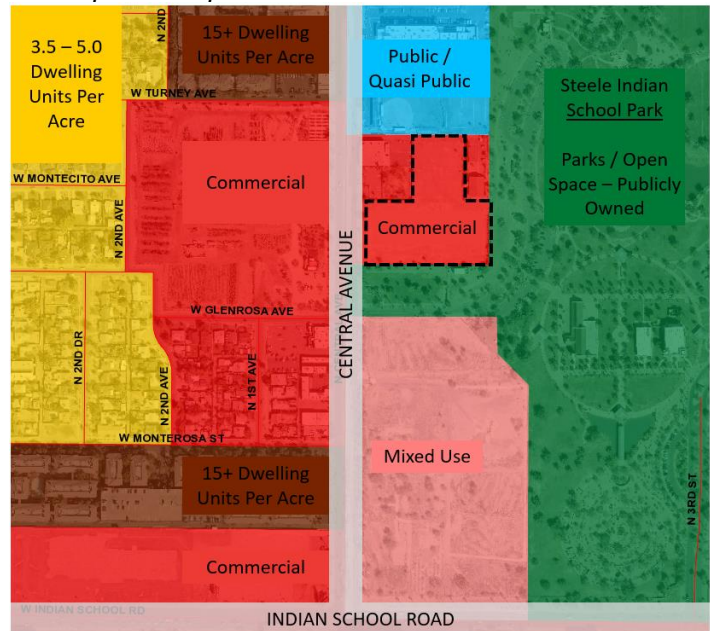 3.5 – 5.0
Dwelling
Units Per
Acre
N 2ND
15+ Dwelling
Units Per Acre
Public /
Quasi Public
Steele Indian
School Park
Parks / Open
Space – Publicly
Owned
W TURNEY AVE
W MONTECITO AVE
N 2ND AVE
Commercial
Commercial
CENTRAL AVENUE
W GLENROSA AVE
N 2ND DR
N 2ND AVE
N 1ST AVE
W MONTEROSA ST
Mixed Use
15+ Dwelling
Units Per Acre
N 3RD ST
Commercial
W INDIAN SCHOOL RD
INDIAN SCHOOL ROAD